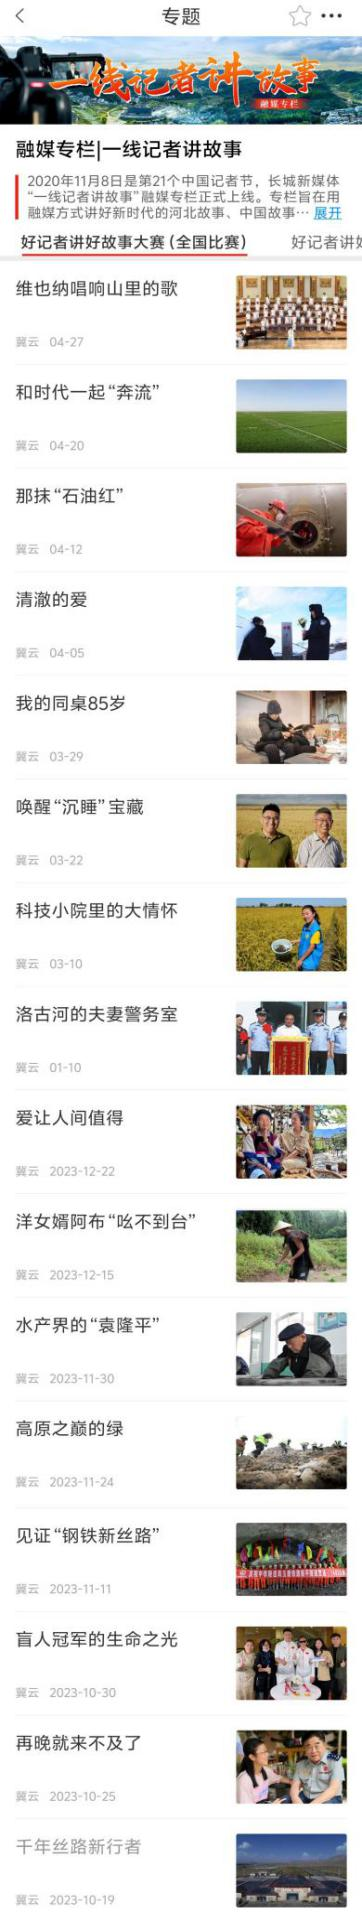 专题
一线记者讲故事
融媒专栏
融媒专栏|一线记者讲故事
2020年11月8日是第21个中国记者节，长城新媒体
“一线记者讲故事”融媒专栏正式上线。专栏旨在用
融媒方式讲好新时代的河北故事、中国故事… 展开
好记者讲好故事大赛（全国比赛）
好记者讲好
维也纳唱响山里的歌
冀云 04-27
和时代一起“奔流”
冀云 04-20
那抹“石油红”
冀云 04-12
清澈的爱
冀云 04-05
我的同桌85岁
冀云 03-29
唤醒“沉睡”宝藏
冀云 03-22
科技小院里的大情怀
冀云 03-10
洛古河的夫妻警务室
冀云 01-10
爱让人间值得
冀云 2023-12-22
洋女婿阿布“吆不到台”
冀云 2023-12-15
水产界的“袁隆平”
冀云 2023-11-30
高原之巅的绿
冀云 2023-11-24
见证“钢铁新丝路”
冀云 2023-11-11
盲人冠军的生命之光
冀云 2023-10-30
再晚就来不及了
冀云 2023-10-25
千年丝路新行者
冀云 2023-10-19